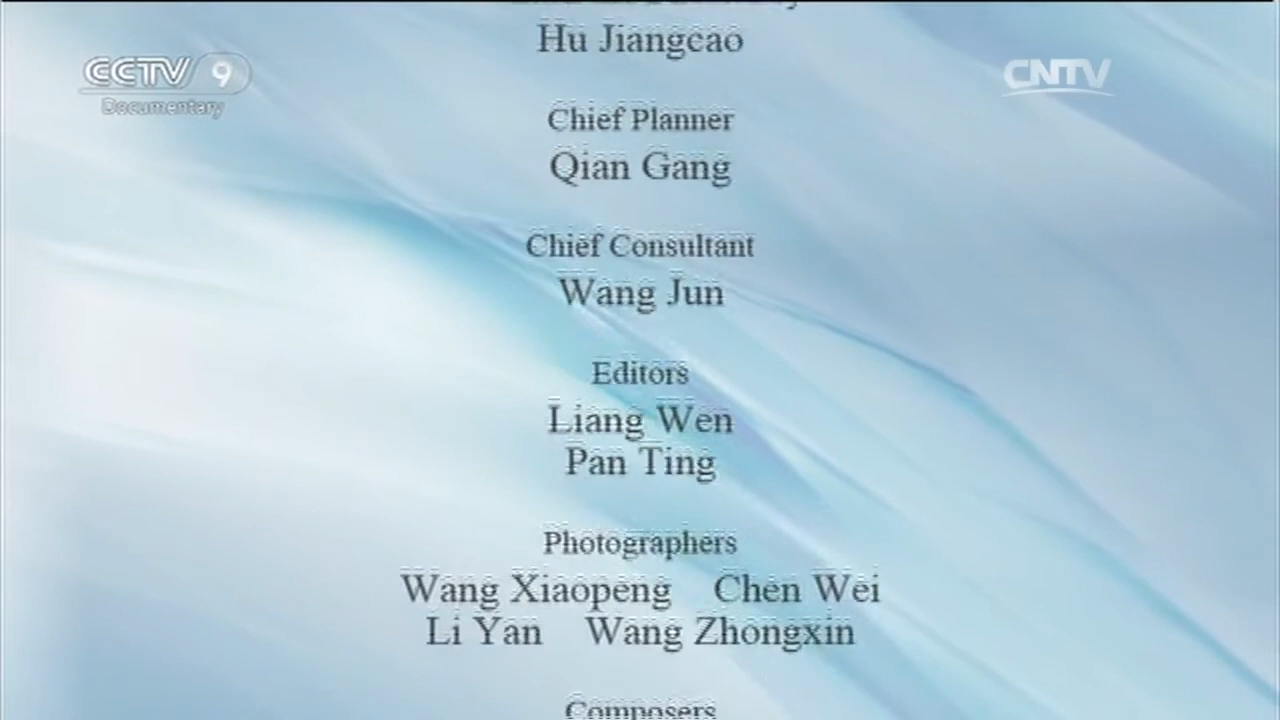 Hu Jiangcao
CCTV 9
Documentary
CNTV
Chief Planner
Qian Gang
Chief Consultant
Wang Jun
Editors
Liang Wen
Pan Ting
Photographers
Wang Xiaopeng Chen Wei
Li Yan Wang Zhongxin
Composers